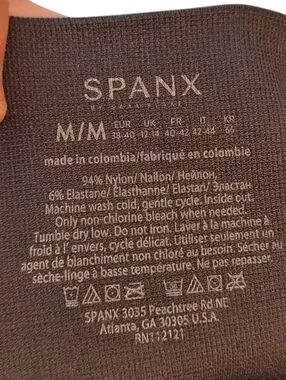 SPANX
BY SARA BLAKELY
M/M EUR UK FR IT KR
38-40 12-14 40-42 42-44 66
made in colombia/fabriqué en colombie
94% Nylon/ Nailon/ Нейлон,
6% Elastane/ Élasthanne/ Elastan/ Эластан
Machine wash cold, gentle cycle. Inside out.
Only non-chlorine bleach when needed.
Tumble dry low. Do not iron. Laver à la machine à
froid à l' envers, cycle délicat. Utiliser seulement un
agent de blanchiment non chloré au besoin. Sécher au
sèche-linge à basse température. Ne pas repasser.
SPANX 3035 Peachtree Rd NE
Atlanta, GA 30305 U.S.A.
RN112121